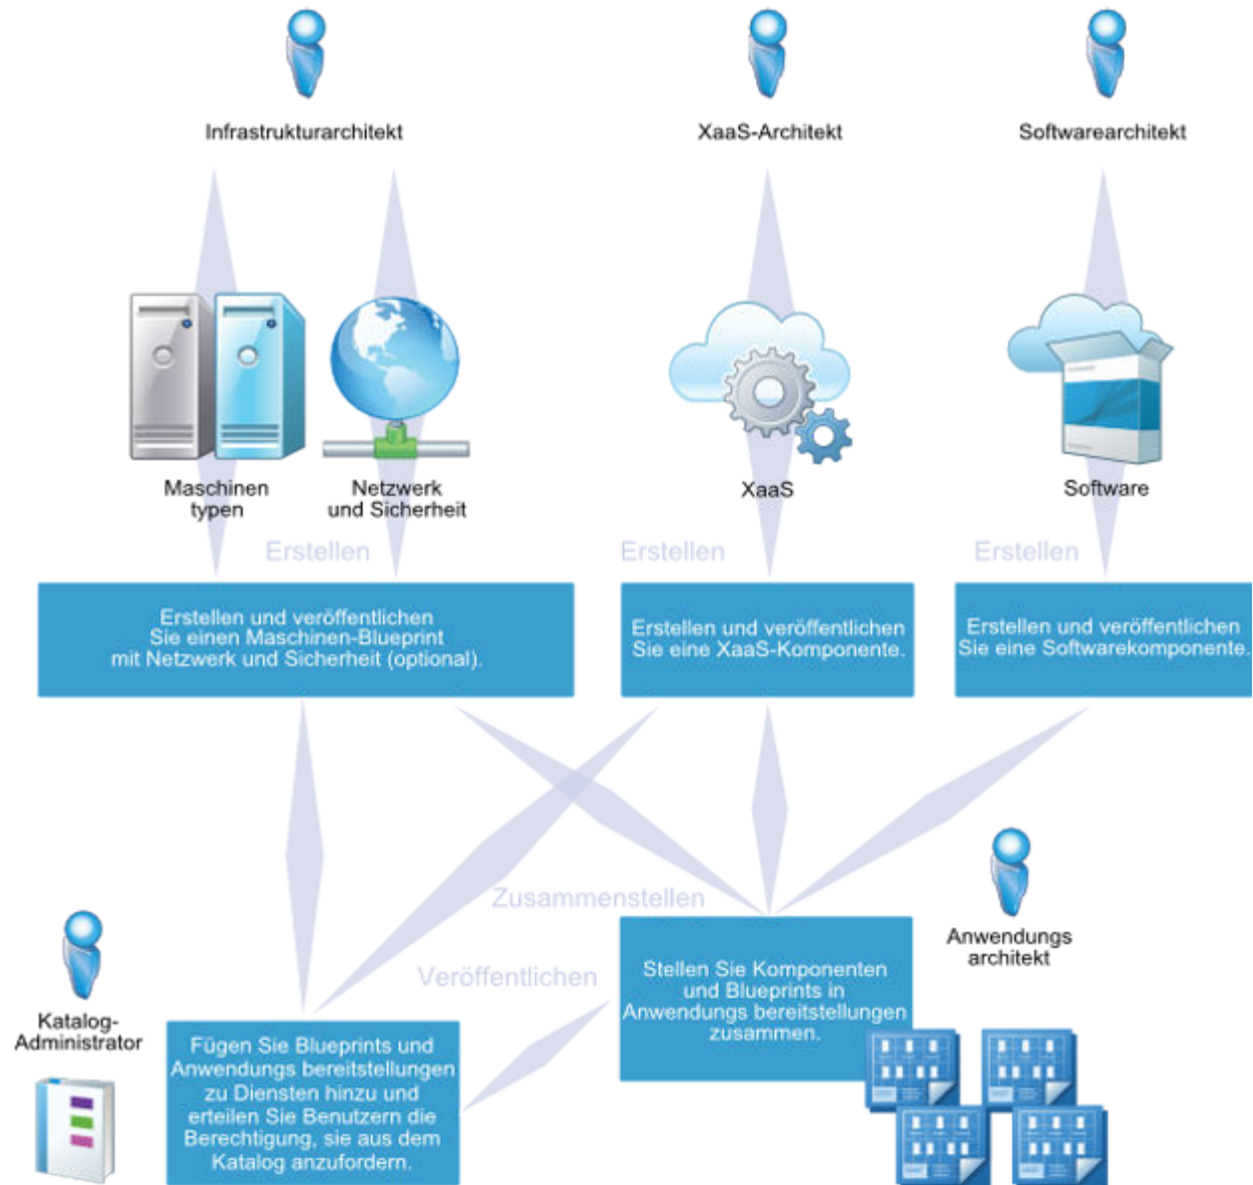 Infrastrukturarchitekt
XaaS-Architekt
Softwarearchitekt
Maschinen
typen
Netzwerk
und Sicherheit
XaaS
Software
Erstellen
Erstellen
Erstellen
Erstellen und veröffentlichen
Sie einen Maschinen-Blueprint
mit Netzwerk und Sicherheit (optional).
Erstellen und veröffentlichen
Sie eine XaaS-Komponente.
Erstellen und veröffentlichen
Sie eine Softwarekomponente.
Zusammenstellen
Veröffentlichen
Anwendungs
architekt
Stellen Sie Komponenten
und Blueprints in
Anwendungs bereitstellungen
zusammen.
Katalog-
Administrator
Fügen Sie Blueprints und
Anwendungs bereitstellungen
zu Diensten hinzu und
erteilen Sie Benutzern die
Berechtigung, sie aus dem
Katalog anzufordern.